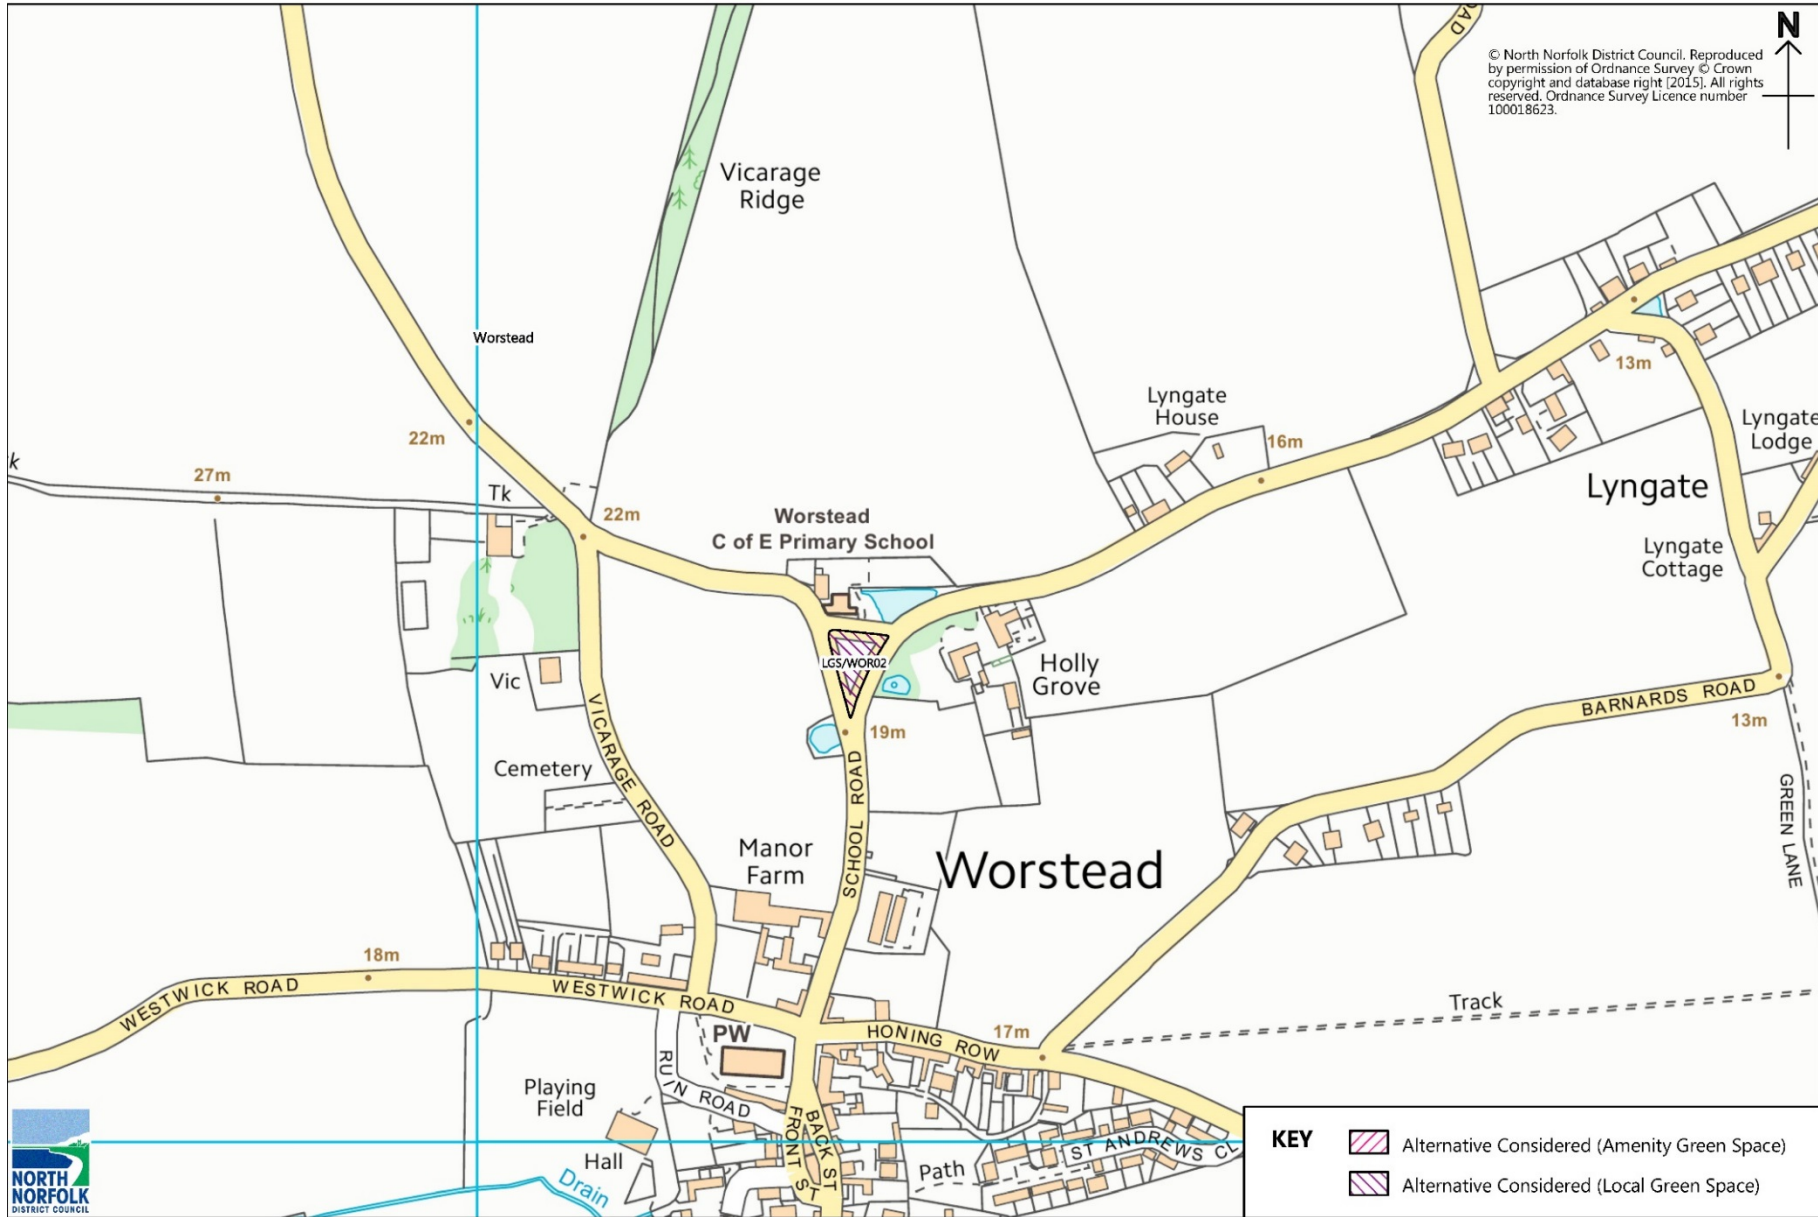 OAD
N
© North Norfolk District Council. Reproduced
by permission of Ordnance Survey © Crown
copyright and database right [2015]. All rights
reserved. Ordnance Survey Licence number
100018623.
Vicarage
Ridge
Worstead
22m
k
27m
Tk
22m
Worstead
C of E Primary School
Lyngate
House
16m
13m
Lyngate
Lodge
Lyngate
Lyngate
Cottage
LGS/WOR02
Holly
Grove
Vic
19m
BARNARDS ROAD
13m
VICARAGE ROAD
Cemetery
SCHOOL ROAD
GREEN LANE
Manor
Farm
Worstead
18m
WESTWICK ROAD
WESTWICK ROAD
Track
PW
HONING ROW
17m
RUIN ROAD
Playing
Field
FRONT ST
BACK ST
Hall
Drain
Path
ST ANDREWS CL
KEY
Alternative Considered (Amenity Green Space)
Alternative Considered (Local Green Space)
NORTH
NORFOLK
DISTRICT COUNCIL